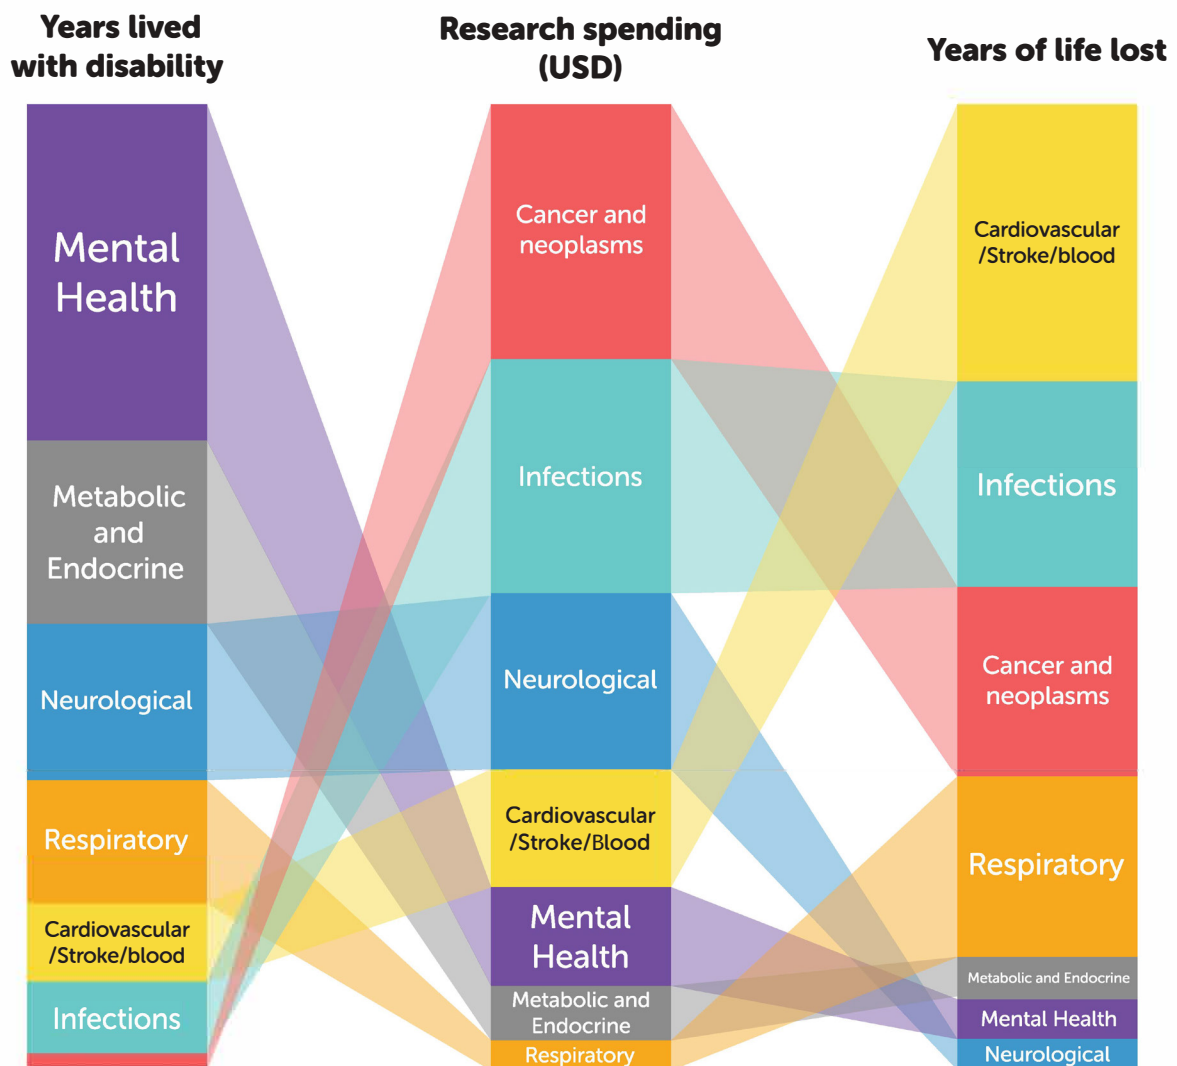 Years lived
with disability
Research spending
(USD)
Years of life lost
Mental
Health
Metabolic
and
Endocrine
Neurological
Respiratory
Cardiovascular
/Stroke/blood
Infections
Cancer and
neoplasms
Infections
Neurological
Cardiovascular
/Stroke/Blood
Mental
Health
Metabolic and
Endocrine
Respiratory
Cardiovascular
/Stroke/blood
Infections
Cancer and
neoplasms
Respiratory
Metabolic and Endocrine
Mental Health
Neurological